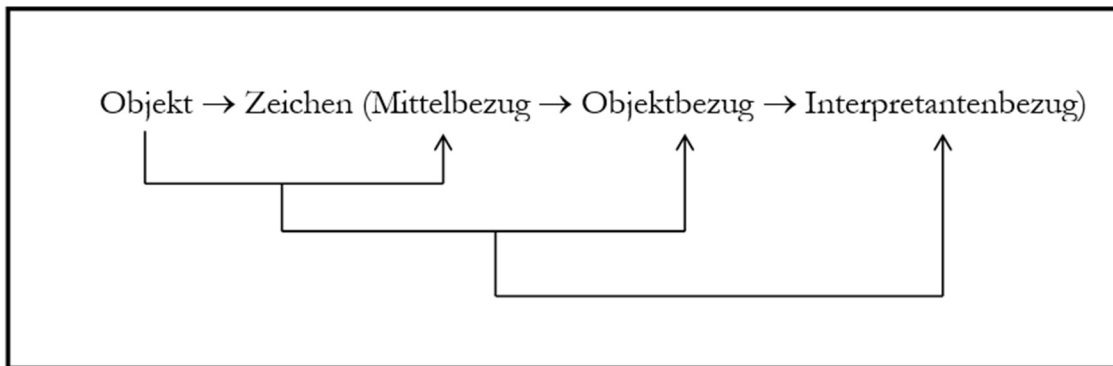 Objekt → Zeichen (Mittelbezug → Objektbezug → Interpretantenbezug)